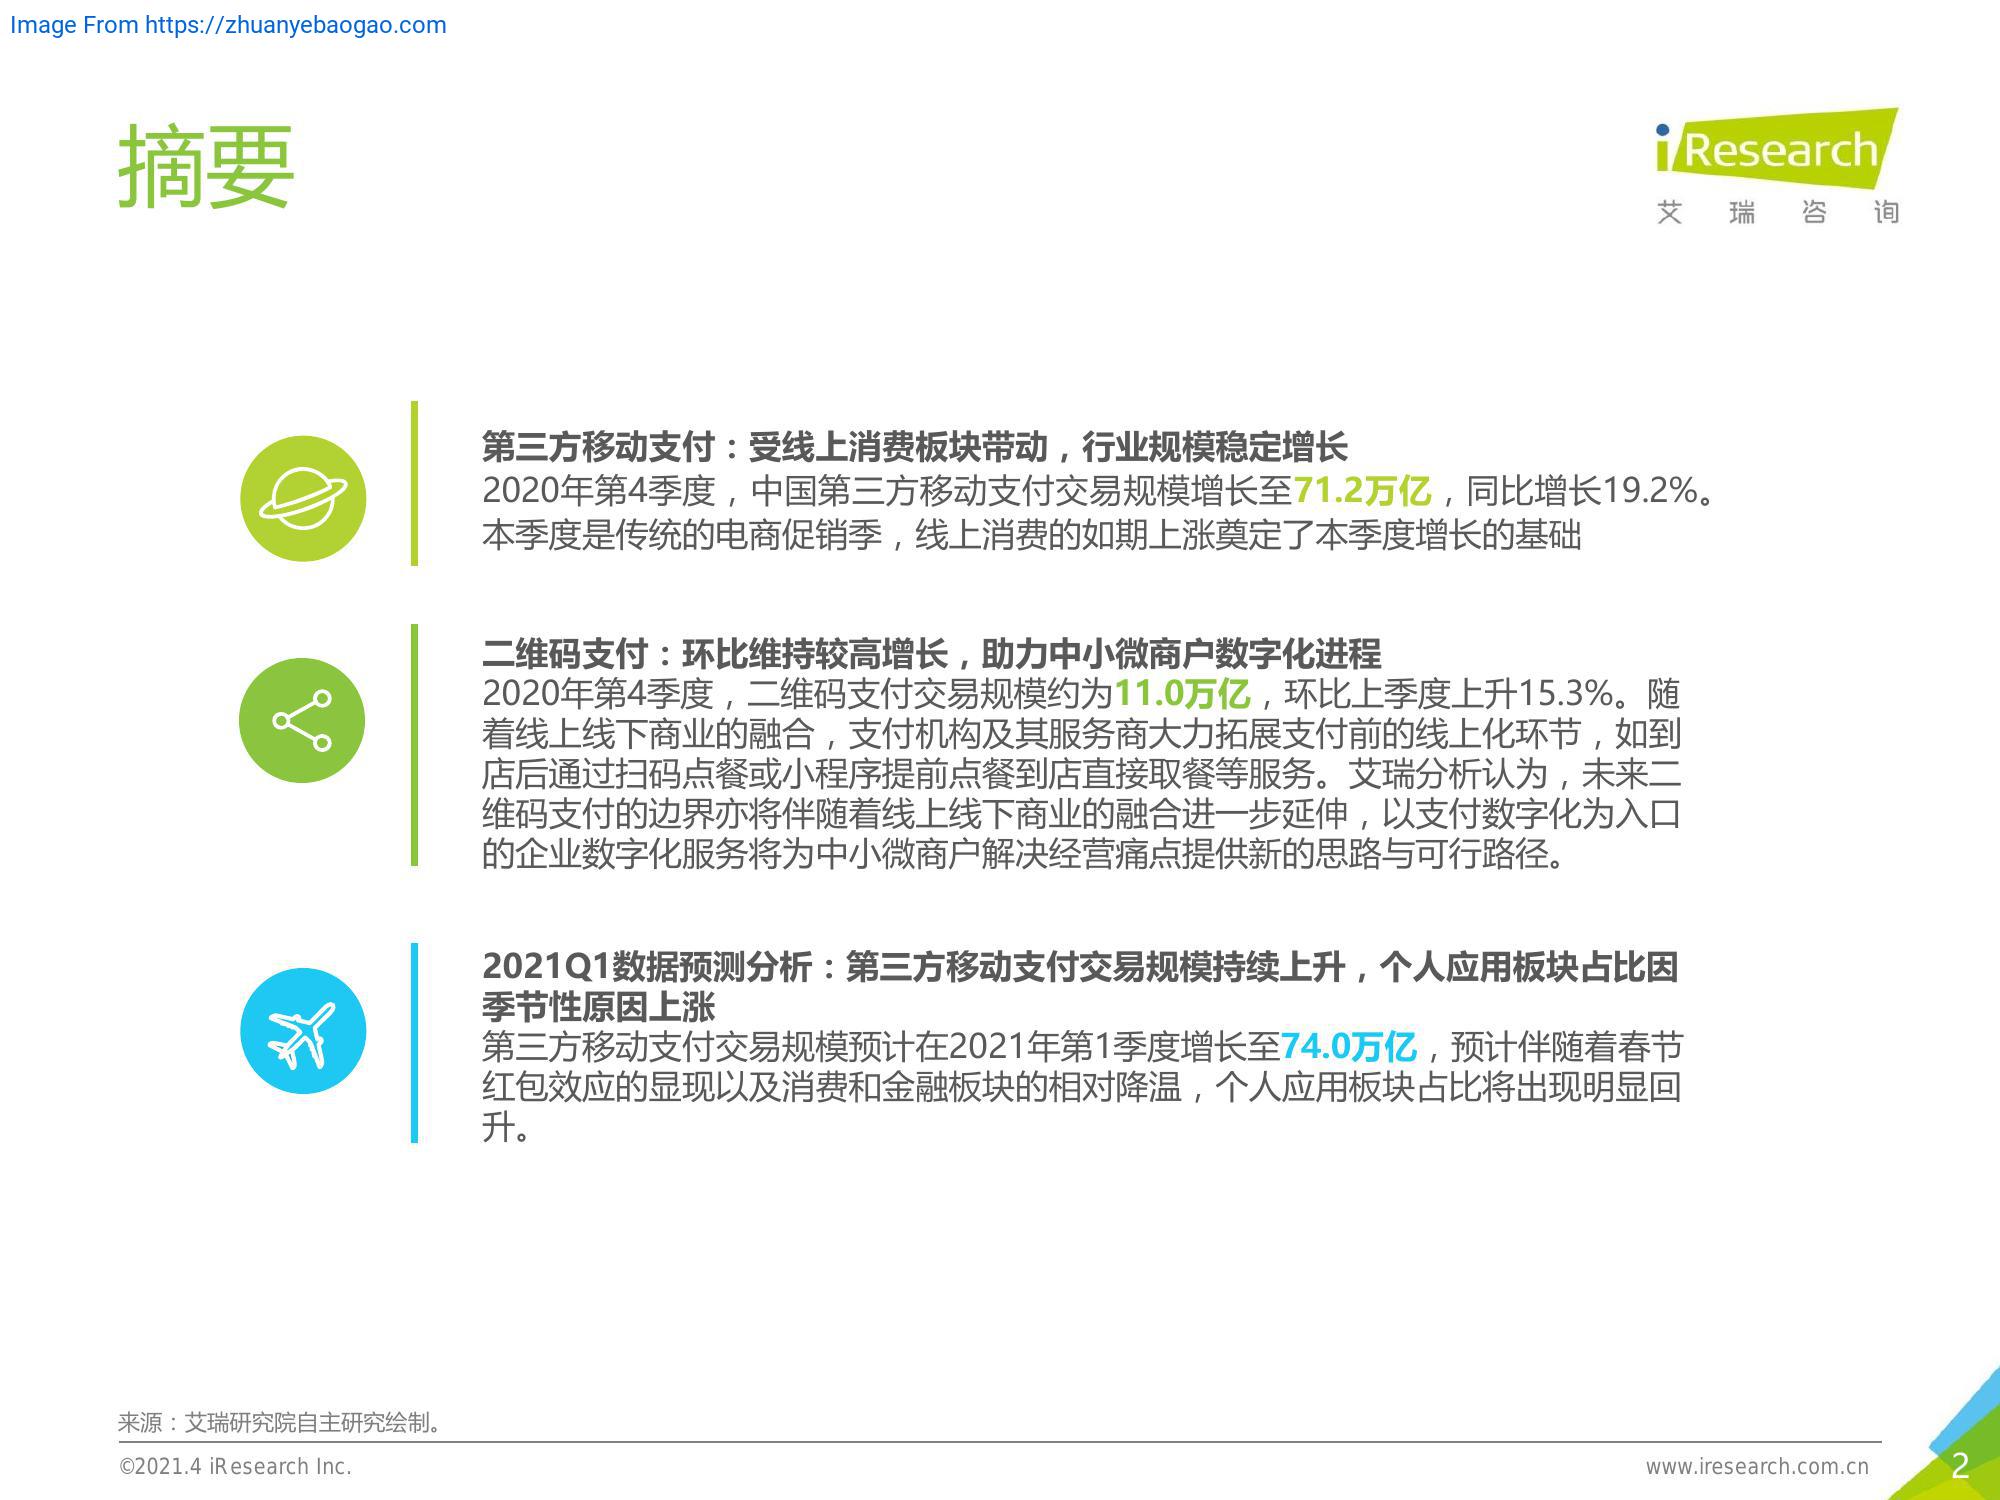 Image From https://zhuanyebaogao.com
摘要
iResearch
艾瑞咨询
第三方移动支付：受线上消费板块带动，行业规模稳定增长
2020年第4季度，中国第三方移动支付交易规模增长至71.2万亿，同比增长19.2%。
本季度是传统的电商促销季，线上消费的如期上涨奠定了本季度增长的基础
二维码支付：环比维持较高增长，助力中小微商户数字化进程
2020年第4季度，二维码支付交易规模约为11.0万亿，环比上季度上升15.3%。随
着线上线下商业的融合，支付机构及其服务商大力拓展支付前的线上化环节，如到
店后通过扫码点餐或小程序提前点餐到店直接取餐等服务。艾瑞分析认为，未来二
维码支付的边界亦将伴随着线上线下商业的融合进一步延伸，以支付数字化为入口
的企业数字化服务将为中小微商户解决经营痛点提供新的思路与可行路径。
2021Q1数据预测分析：第三方移动支付交易规模持续上升，个人应用板块占比因
季节性原因上涨
第三方移动支付交易规模预计在2021年第1季度增长至74.0万亿，预计伴随着春节
红包效应的显现以及消费和金融板块的相对降温，个人应用板块占比将出现明显回
升。
来源：艾瑞研究院自主研究绘制。
©2021.4 iResearch Inc.
www.iresearch.com.cn
2